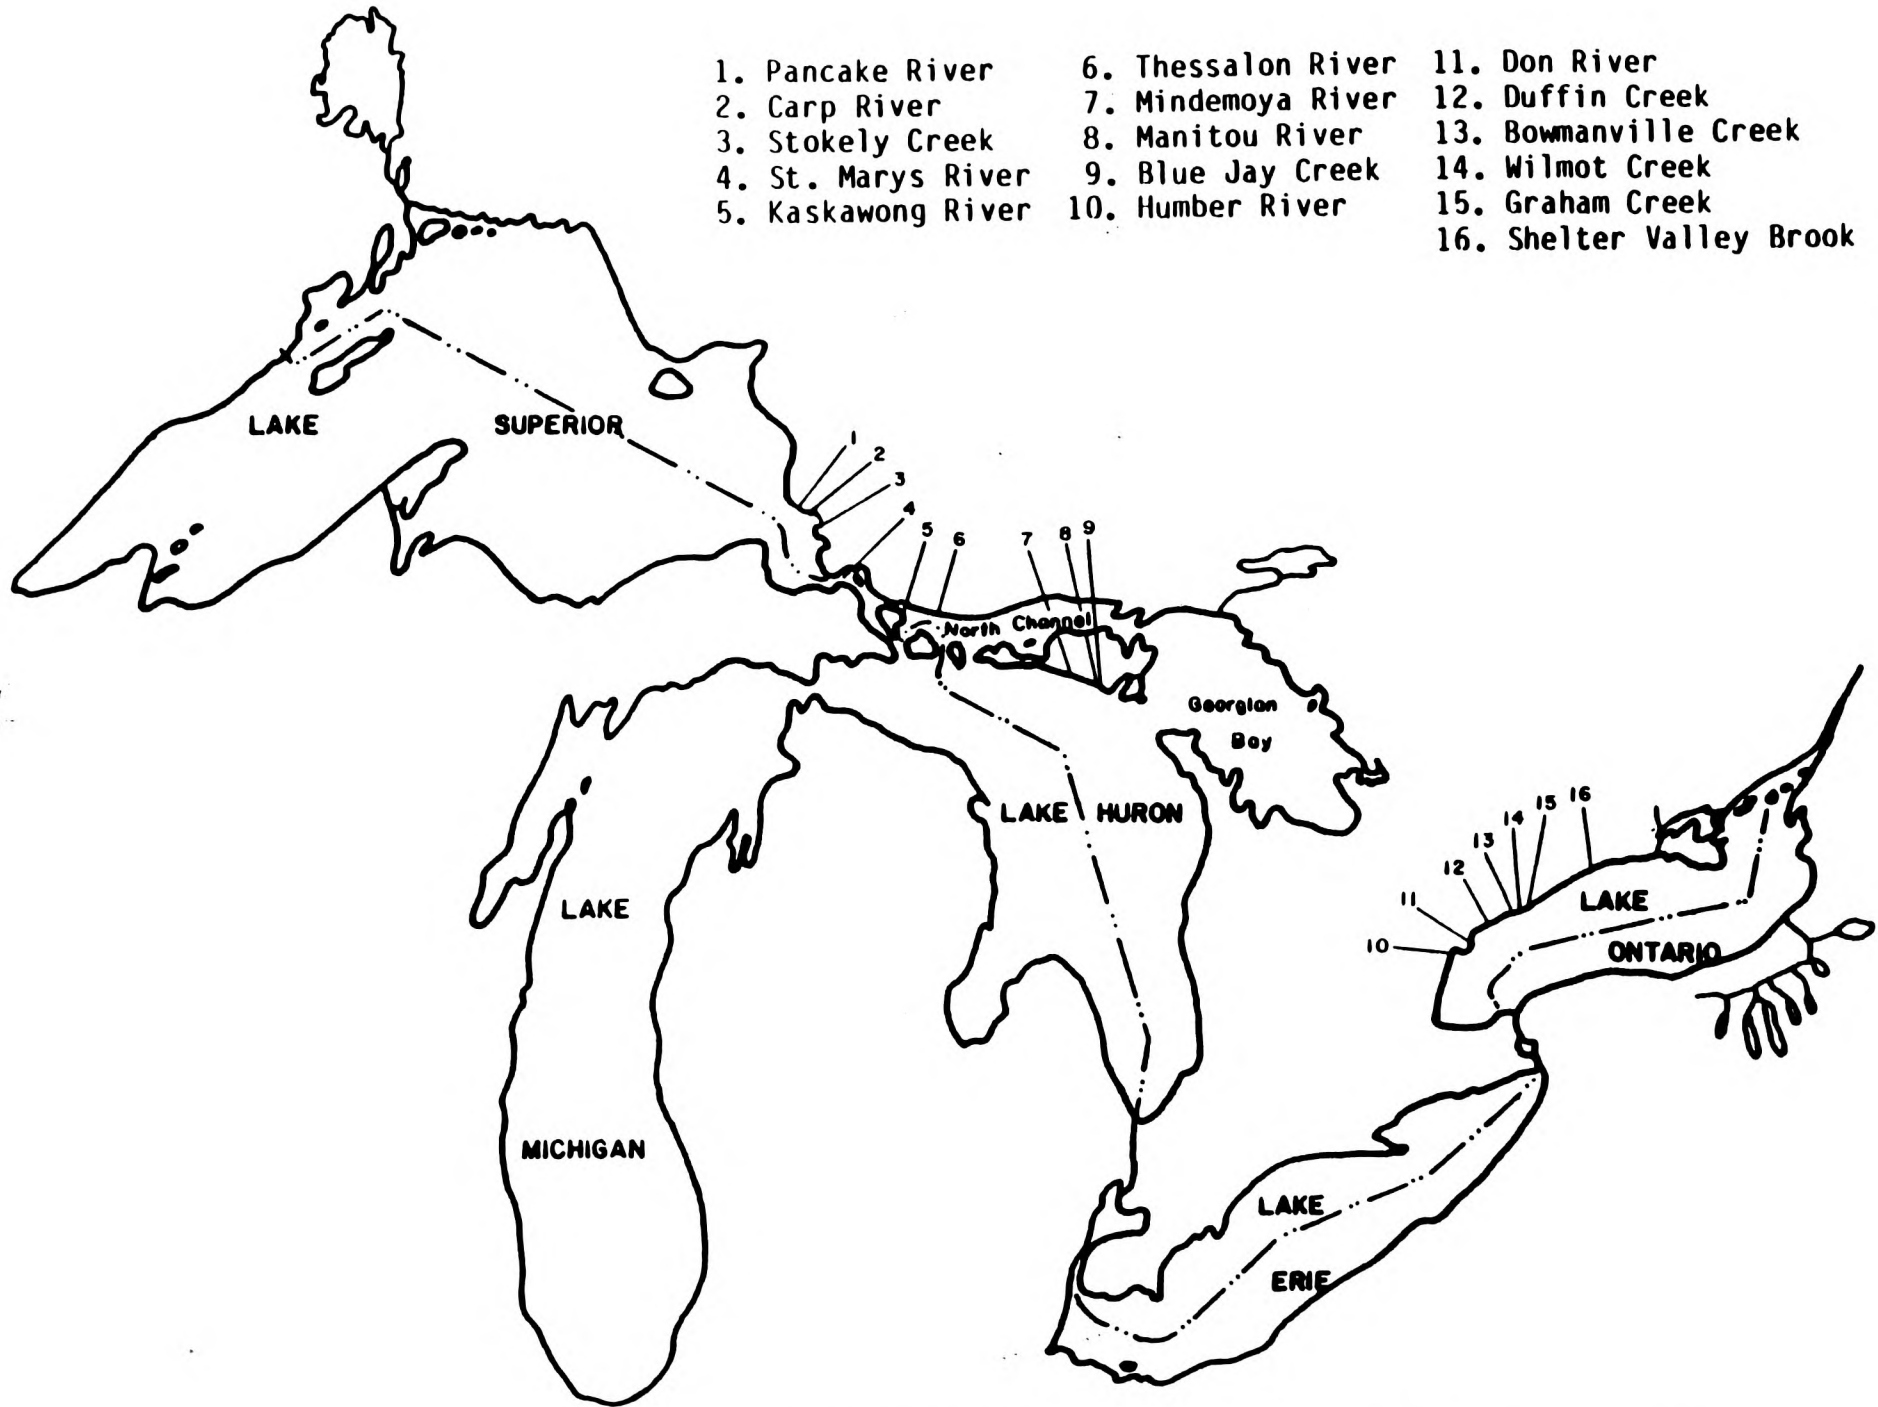 1. Pancake River
2. Carp River
3. Stokely Creek
4. St. Marys River
5. Kaskawong River
6. Thessalon River
7. Mindemoya River
8. Manitou River
9. Blue Jay Creek
10. Humber River
11. Don River
12. Duffin Creek
13. Bowmanville Creek
14. Wilmot Creek
15. Graham Creek
16. Shelter Valley Brook
LAKE SUPERIOR
1
2
3
4
5
6
7
8
9
North Channel
Georgian
Bay
LAKE HURON
LAKE
MICHIGAN
10
11
12
13
14
15
16
LAKE
ONTARIO
LAKE
ERIE